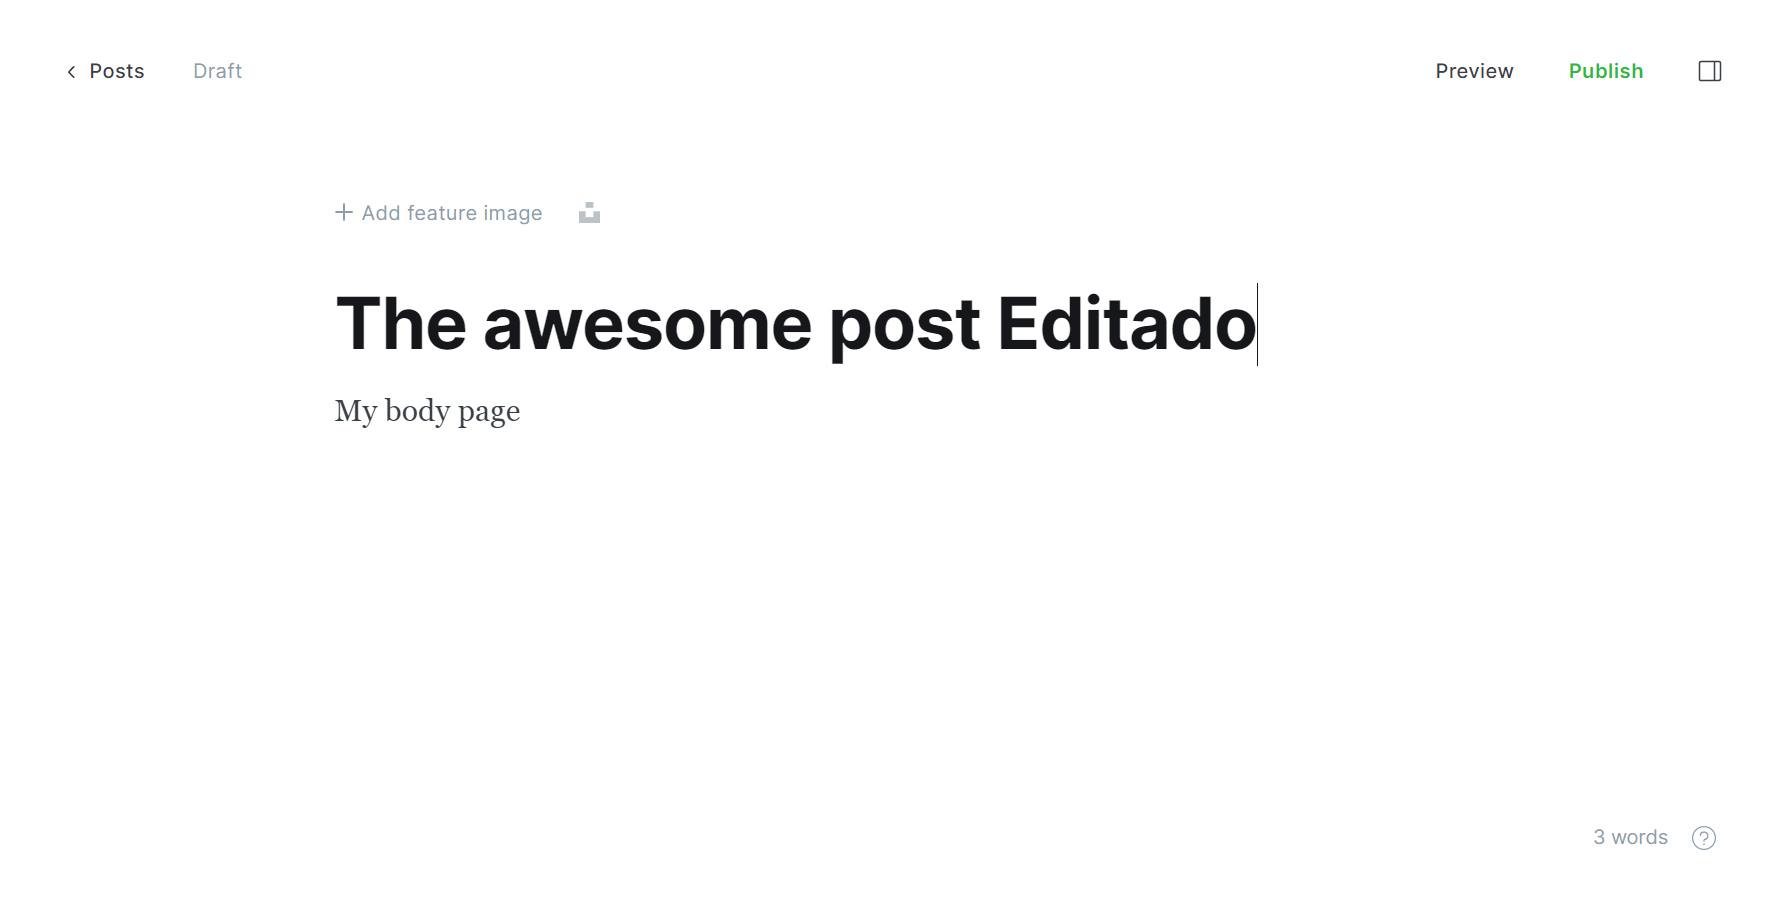 Posts Draft Preview Publish
Add feature image
The awesome post Editado
My body page
3 words ?